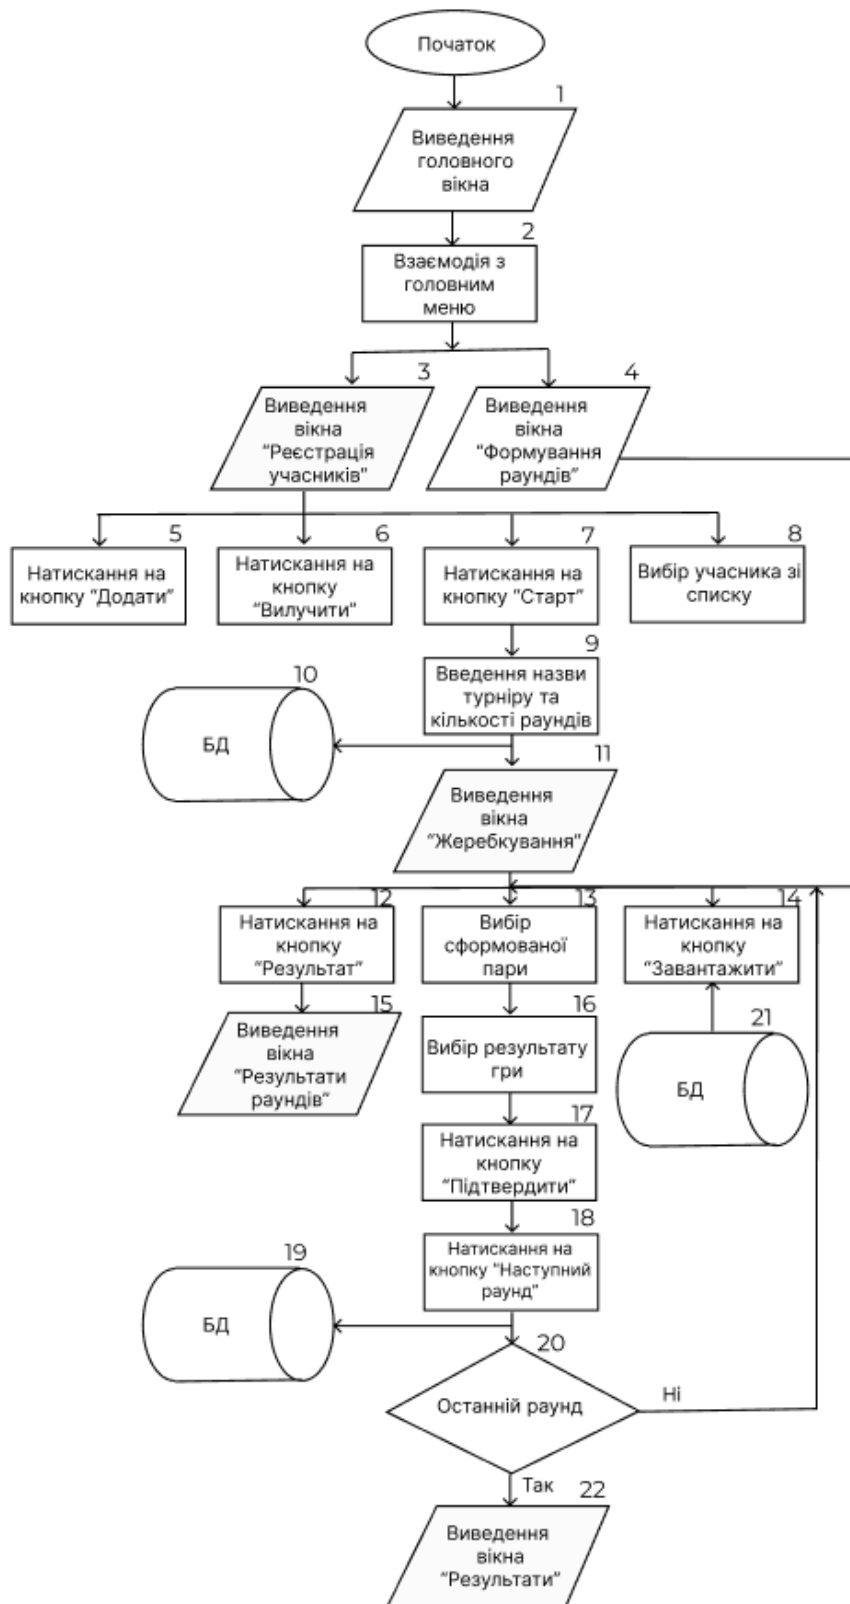 Початок
1
Виведення
головного
вікна
2
Взаємодія з
головним
меню
3
Виведення
вікна
“Реєстрація
учасників”
4
Виведення
вікна
“Формування
раундів”
5
Натискання на
кнопку “Додати”
6
Натискання на
кнопку
“Вилучити”
7
Натискання на
кнопку “Старт”
8
Вибір учасника зі
списку
9
Введення назви
турніру та
кількості раундів
10
БД
11
Виведення
вікна
“Жеребкування”
12
Натискання на
кнопку
“Результат”
13
Вибір
сформованої
пари
14
Натискання на
кнопку
“Завантажити”
15
Виведення
вікна
“Результати
раундів”
16
Вибір результату
гри
21
БД
17
Натискання на
кнопку
“Підтвердити”
18
Натискання на
кнопку “Наступний
раунд”
19
БД
20
Останній раунд
Ні
Так
22
Виведення
вікна
“Результати”